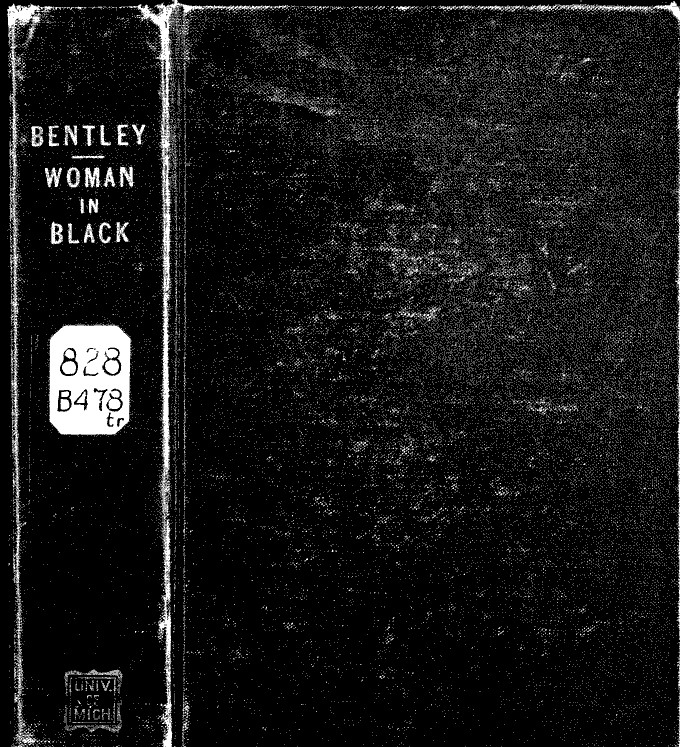 BENTLEY
WOMAN
IN
BLACK
828
B478
tr
UNIV.
OF
MICH.